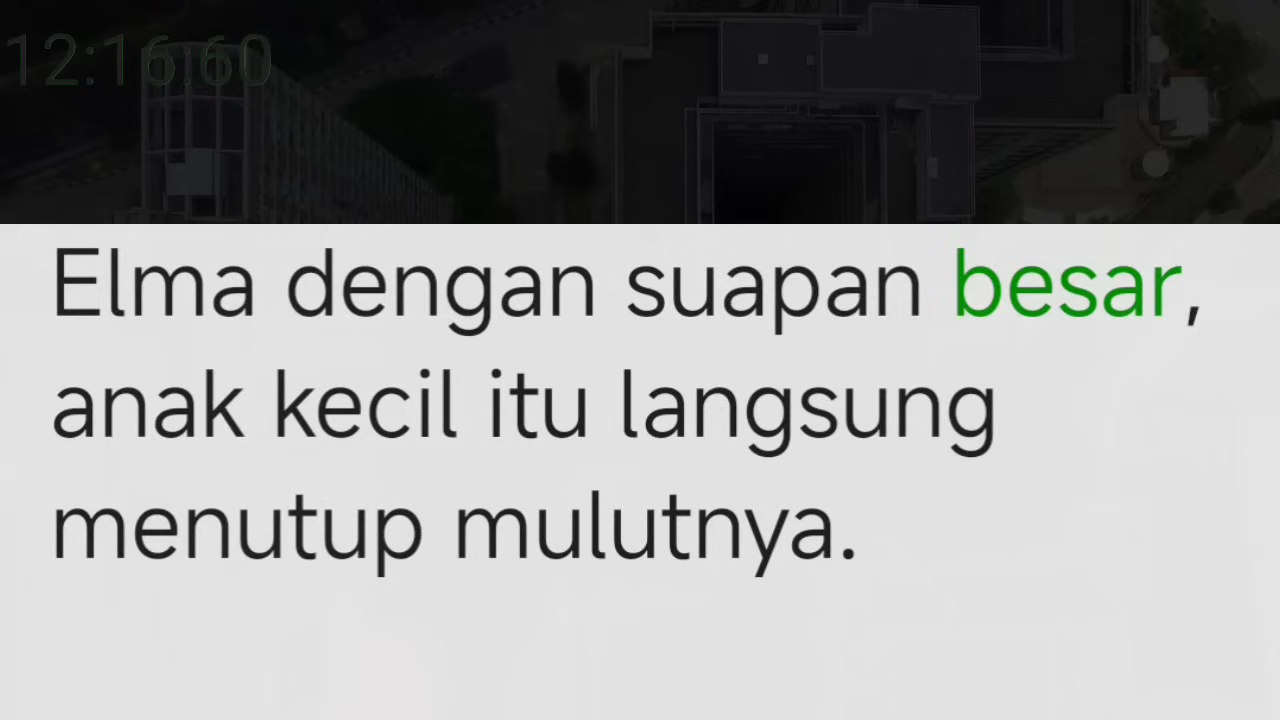 12:16:60
Elma dengan suapan besar,
anak kecil itu langsung
menutup mulutnya.